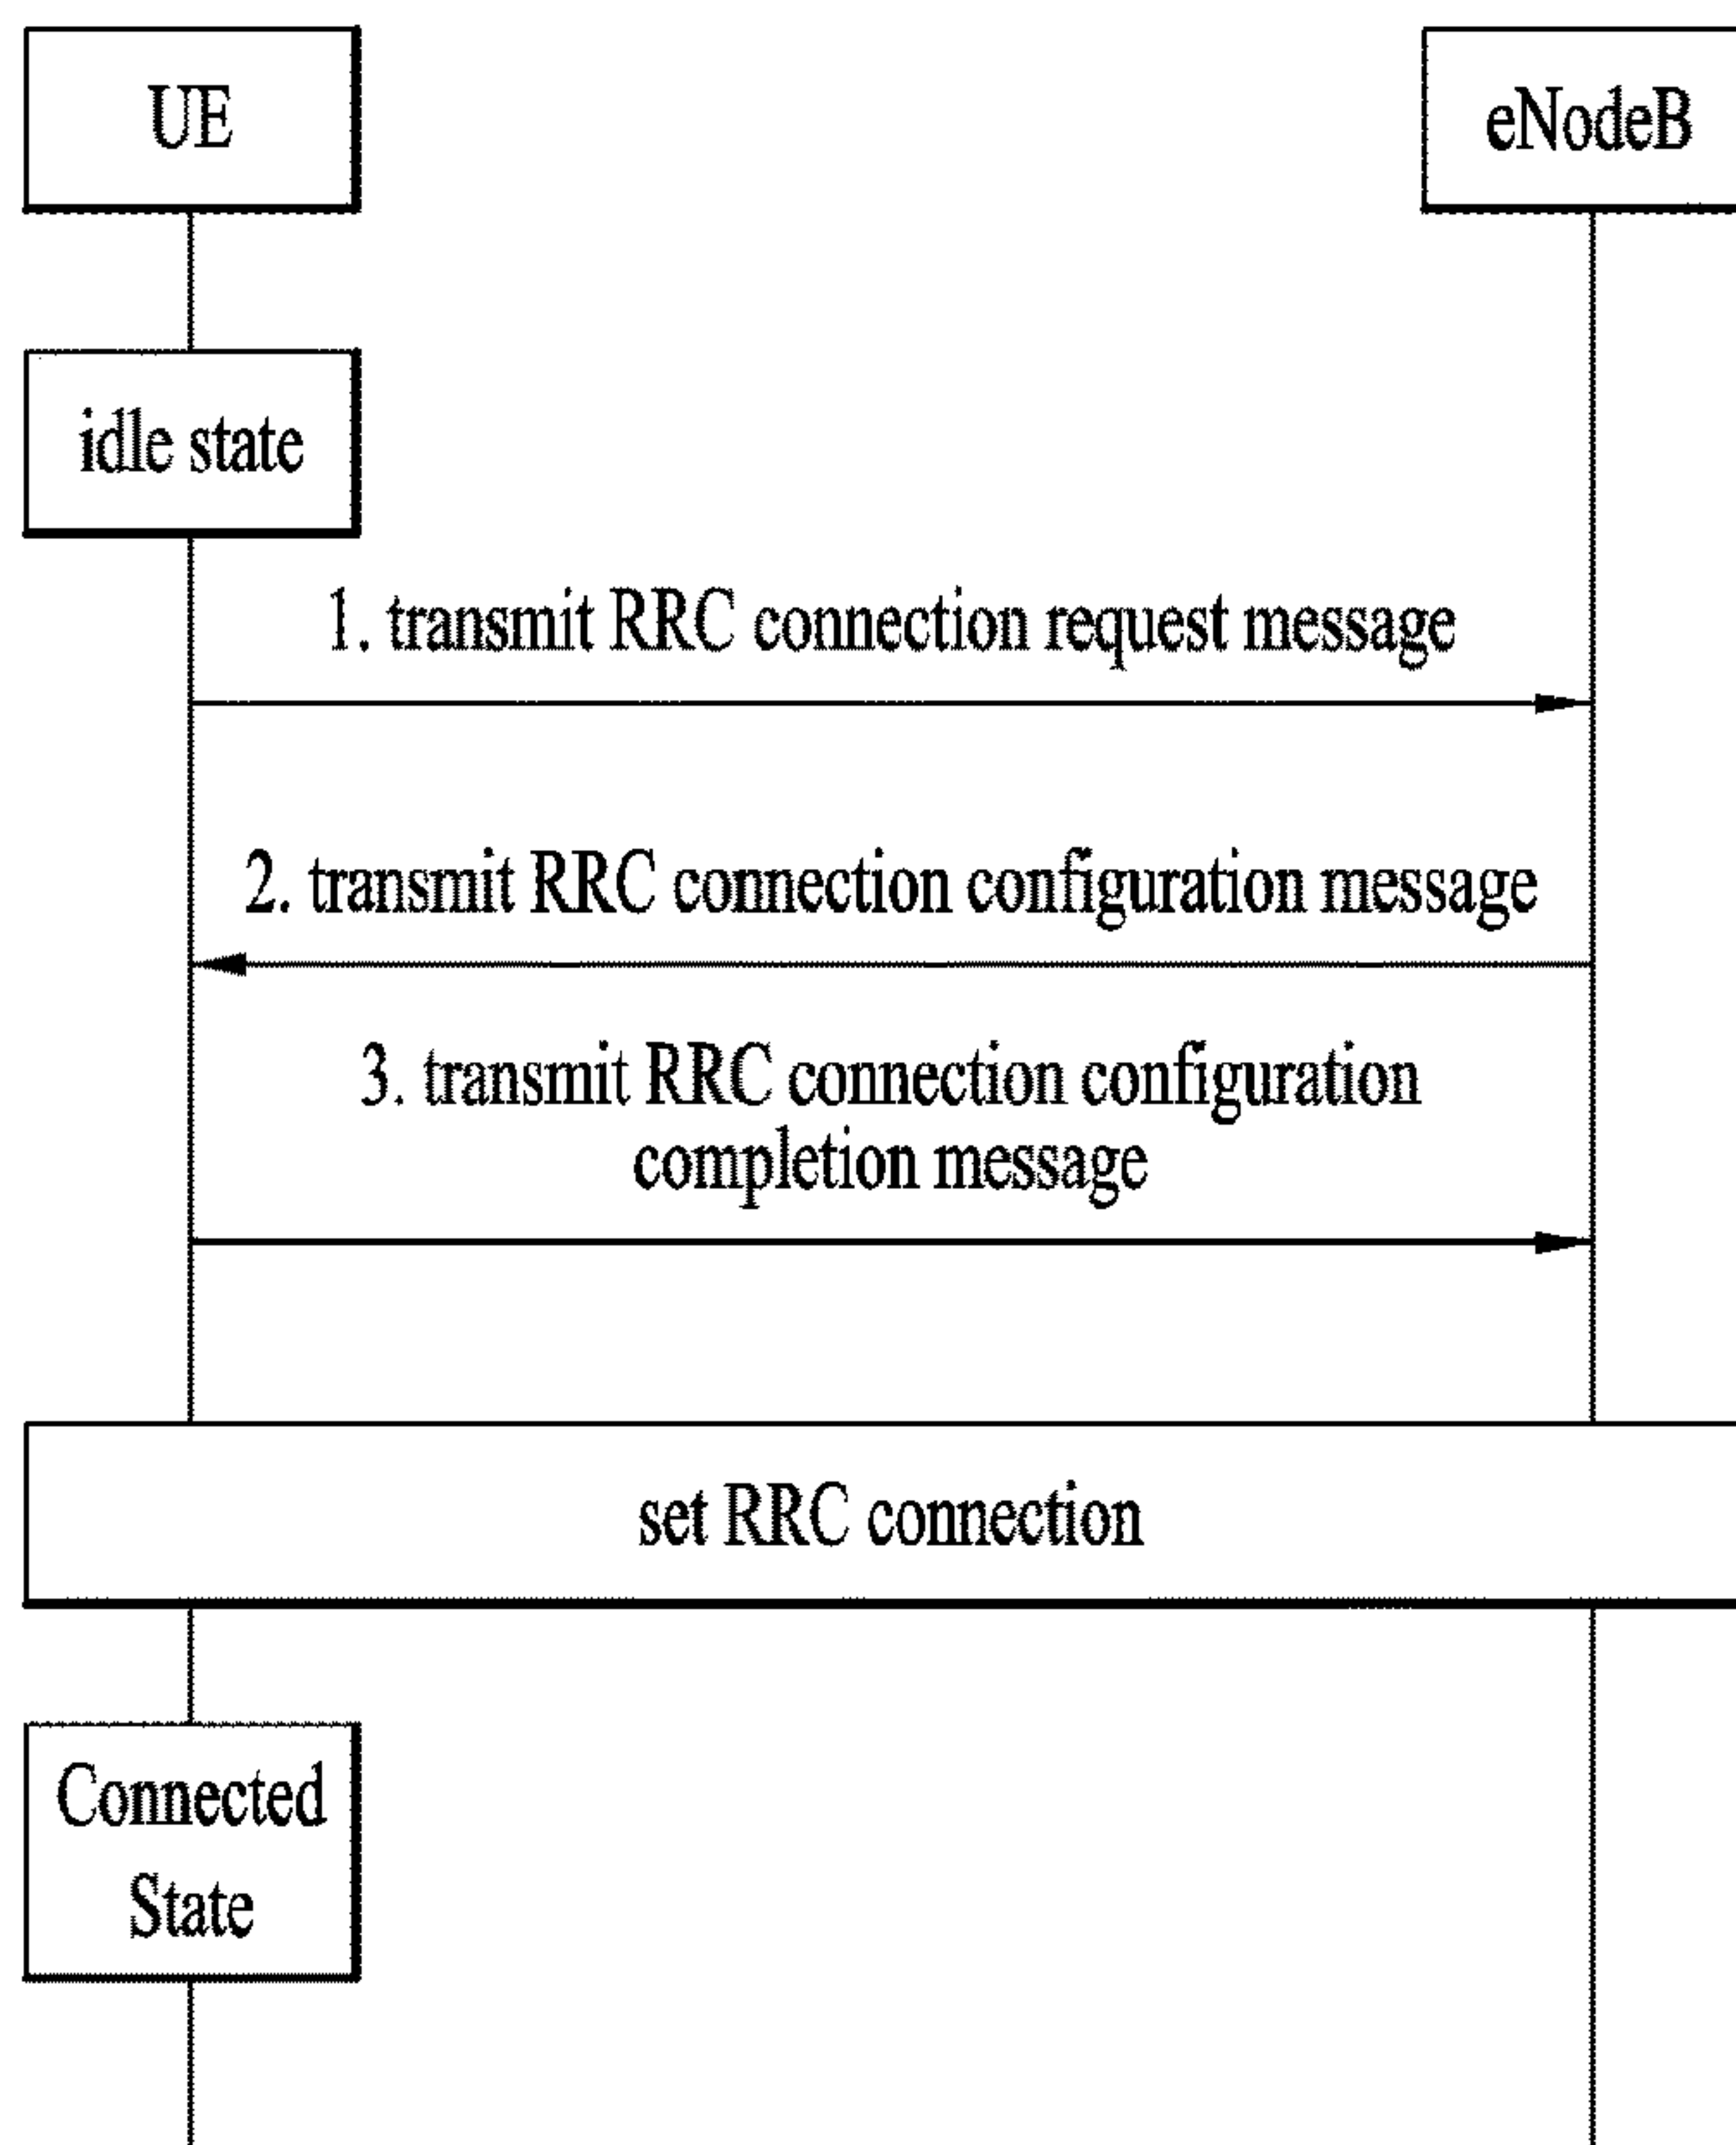 UE
eNodeB
idle state
1. transmit RRC connection request message
2. transmit RRC connection configuration message
3. transmit RRC connection configuration
completion message
set RRC connection
Connected
State